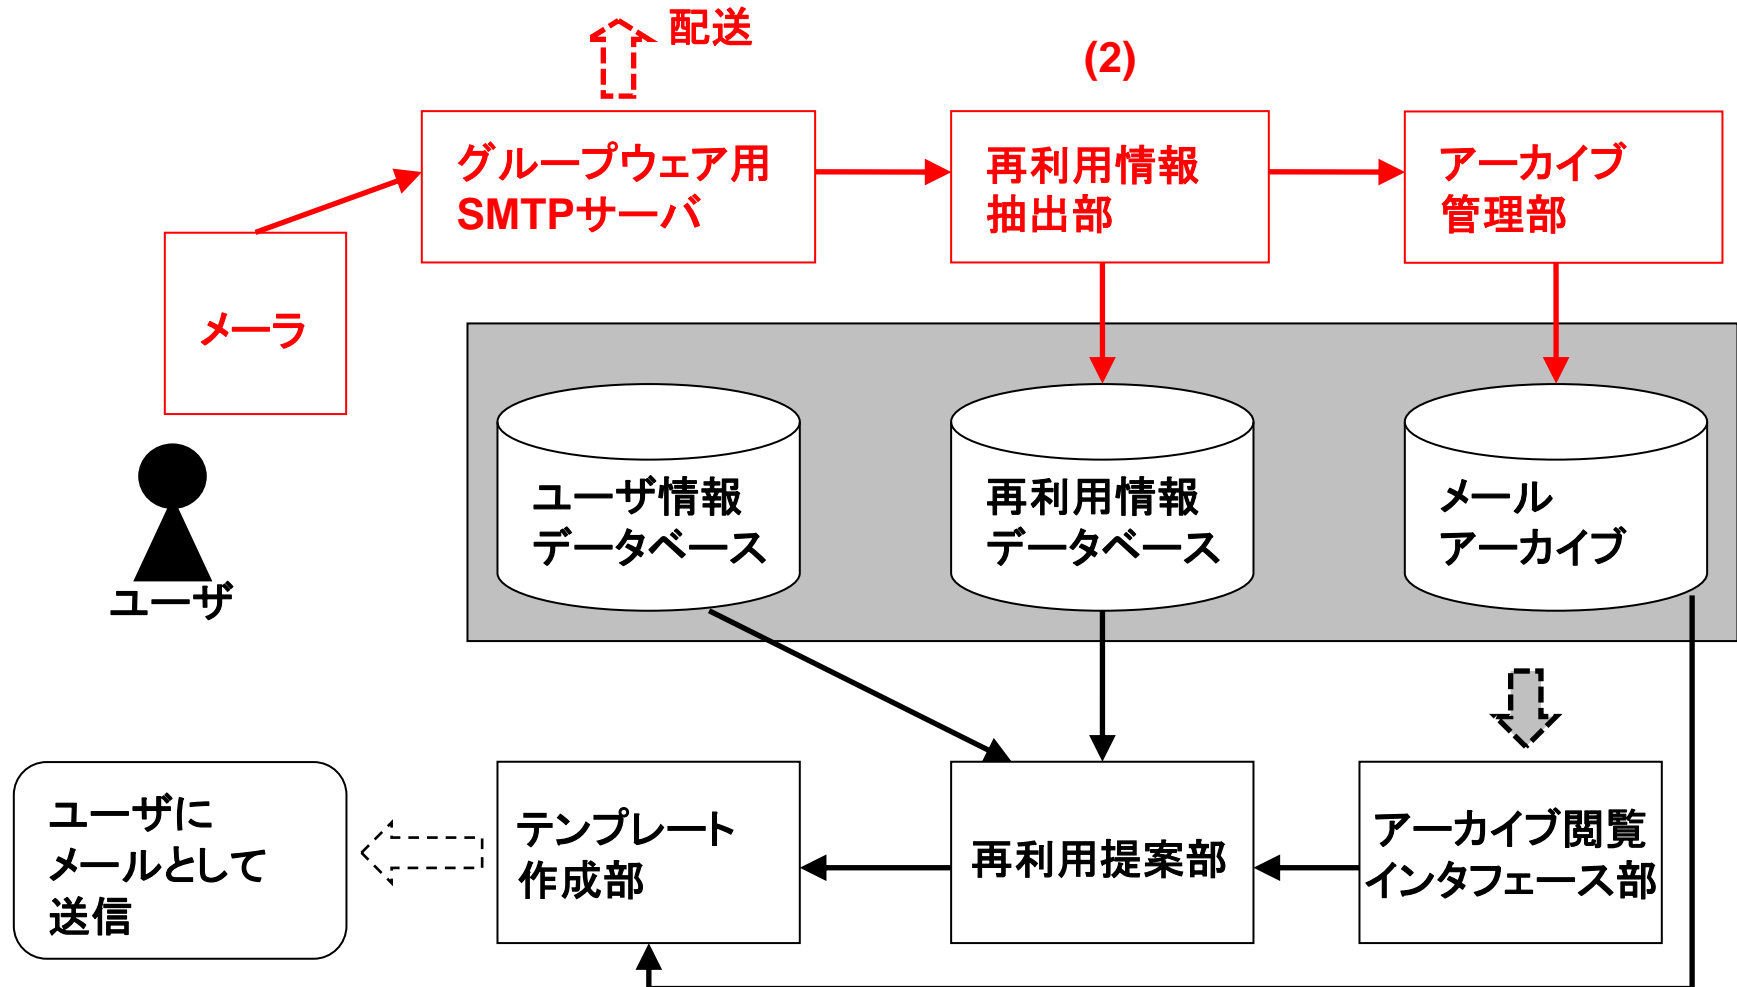 配送
(2)
グループウェア用
SMTPサーバ
再利用情報
抽出部
アーカイブ
管理部
メーラ
ユーザ
ユーザ情報
データベース
再利用情報
データベース
メール
アーカイブ
ユーザに
メールとして
送信
テンプレート
作成部
再利用提案部
アーカイブ閲覧
インタフェース部